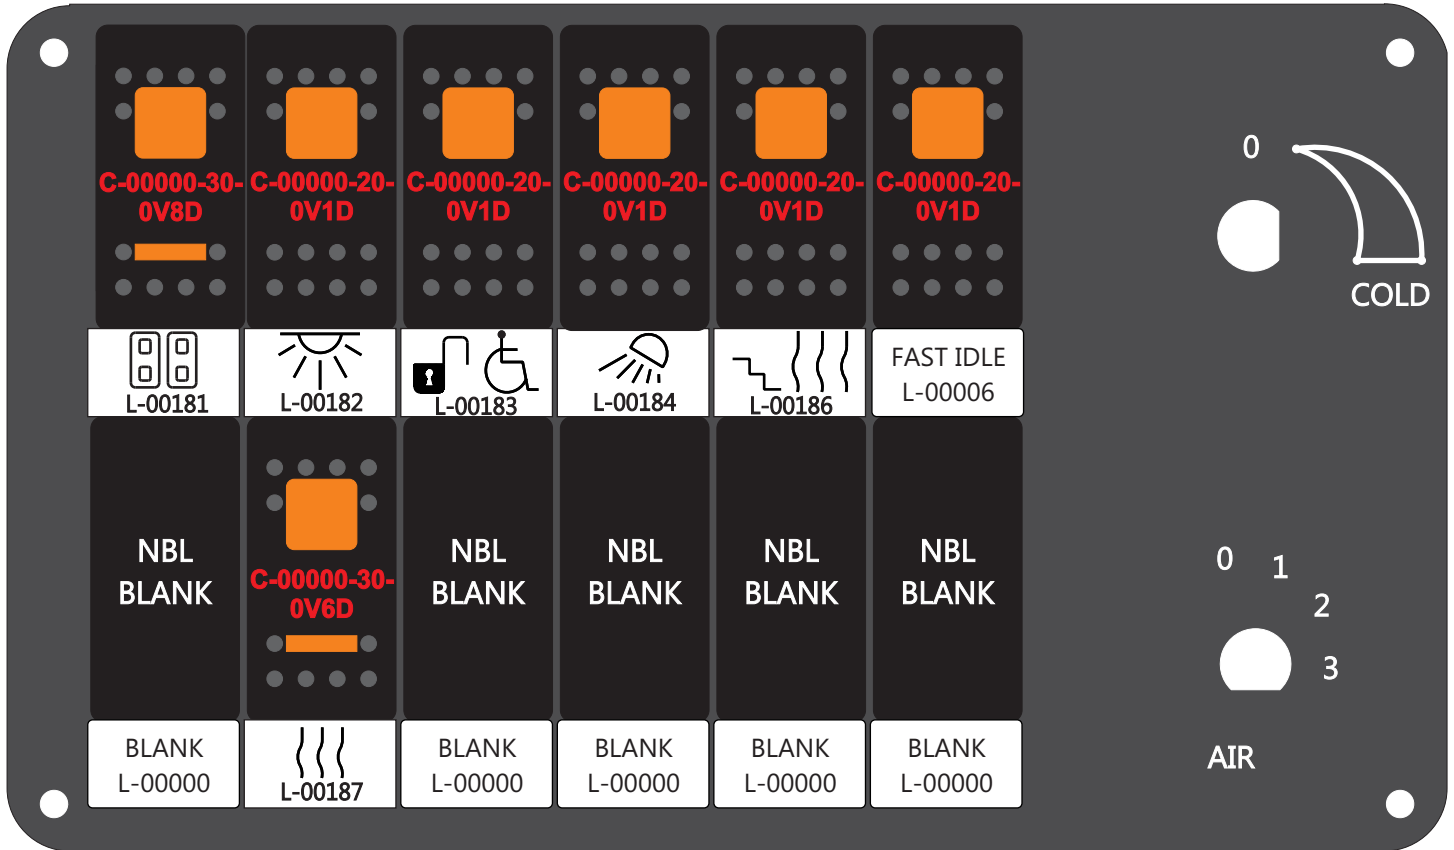 C-00000-30-
0V8D
C-00000-20-
0V1D
C-00000-20-
0V1D
C-00000-20-
0V1D
C-00000-20-
0V1D
C-00000-20-
0V1D
L-00181
L-00182
L-00183
L-00184
L-00186
FAST IDLE
L-00006
NBL
BLANK
C-00000-30-
0V6D
NBL
BLANK
NBL
BLANK
NBL
BLANK
NBL
BLANK
BLANK
L-00000
L-00187
BLANK
L-00000
BLANK
L-00000
BLANK
L-00000
BLANK
L-00000
0
COLD
0
1
2
3
AIR